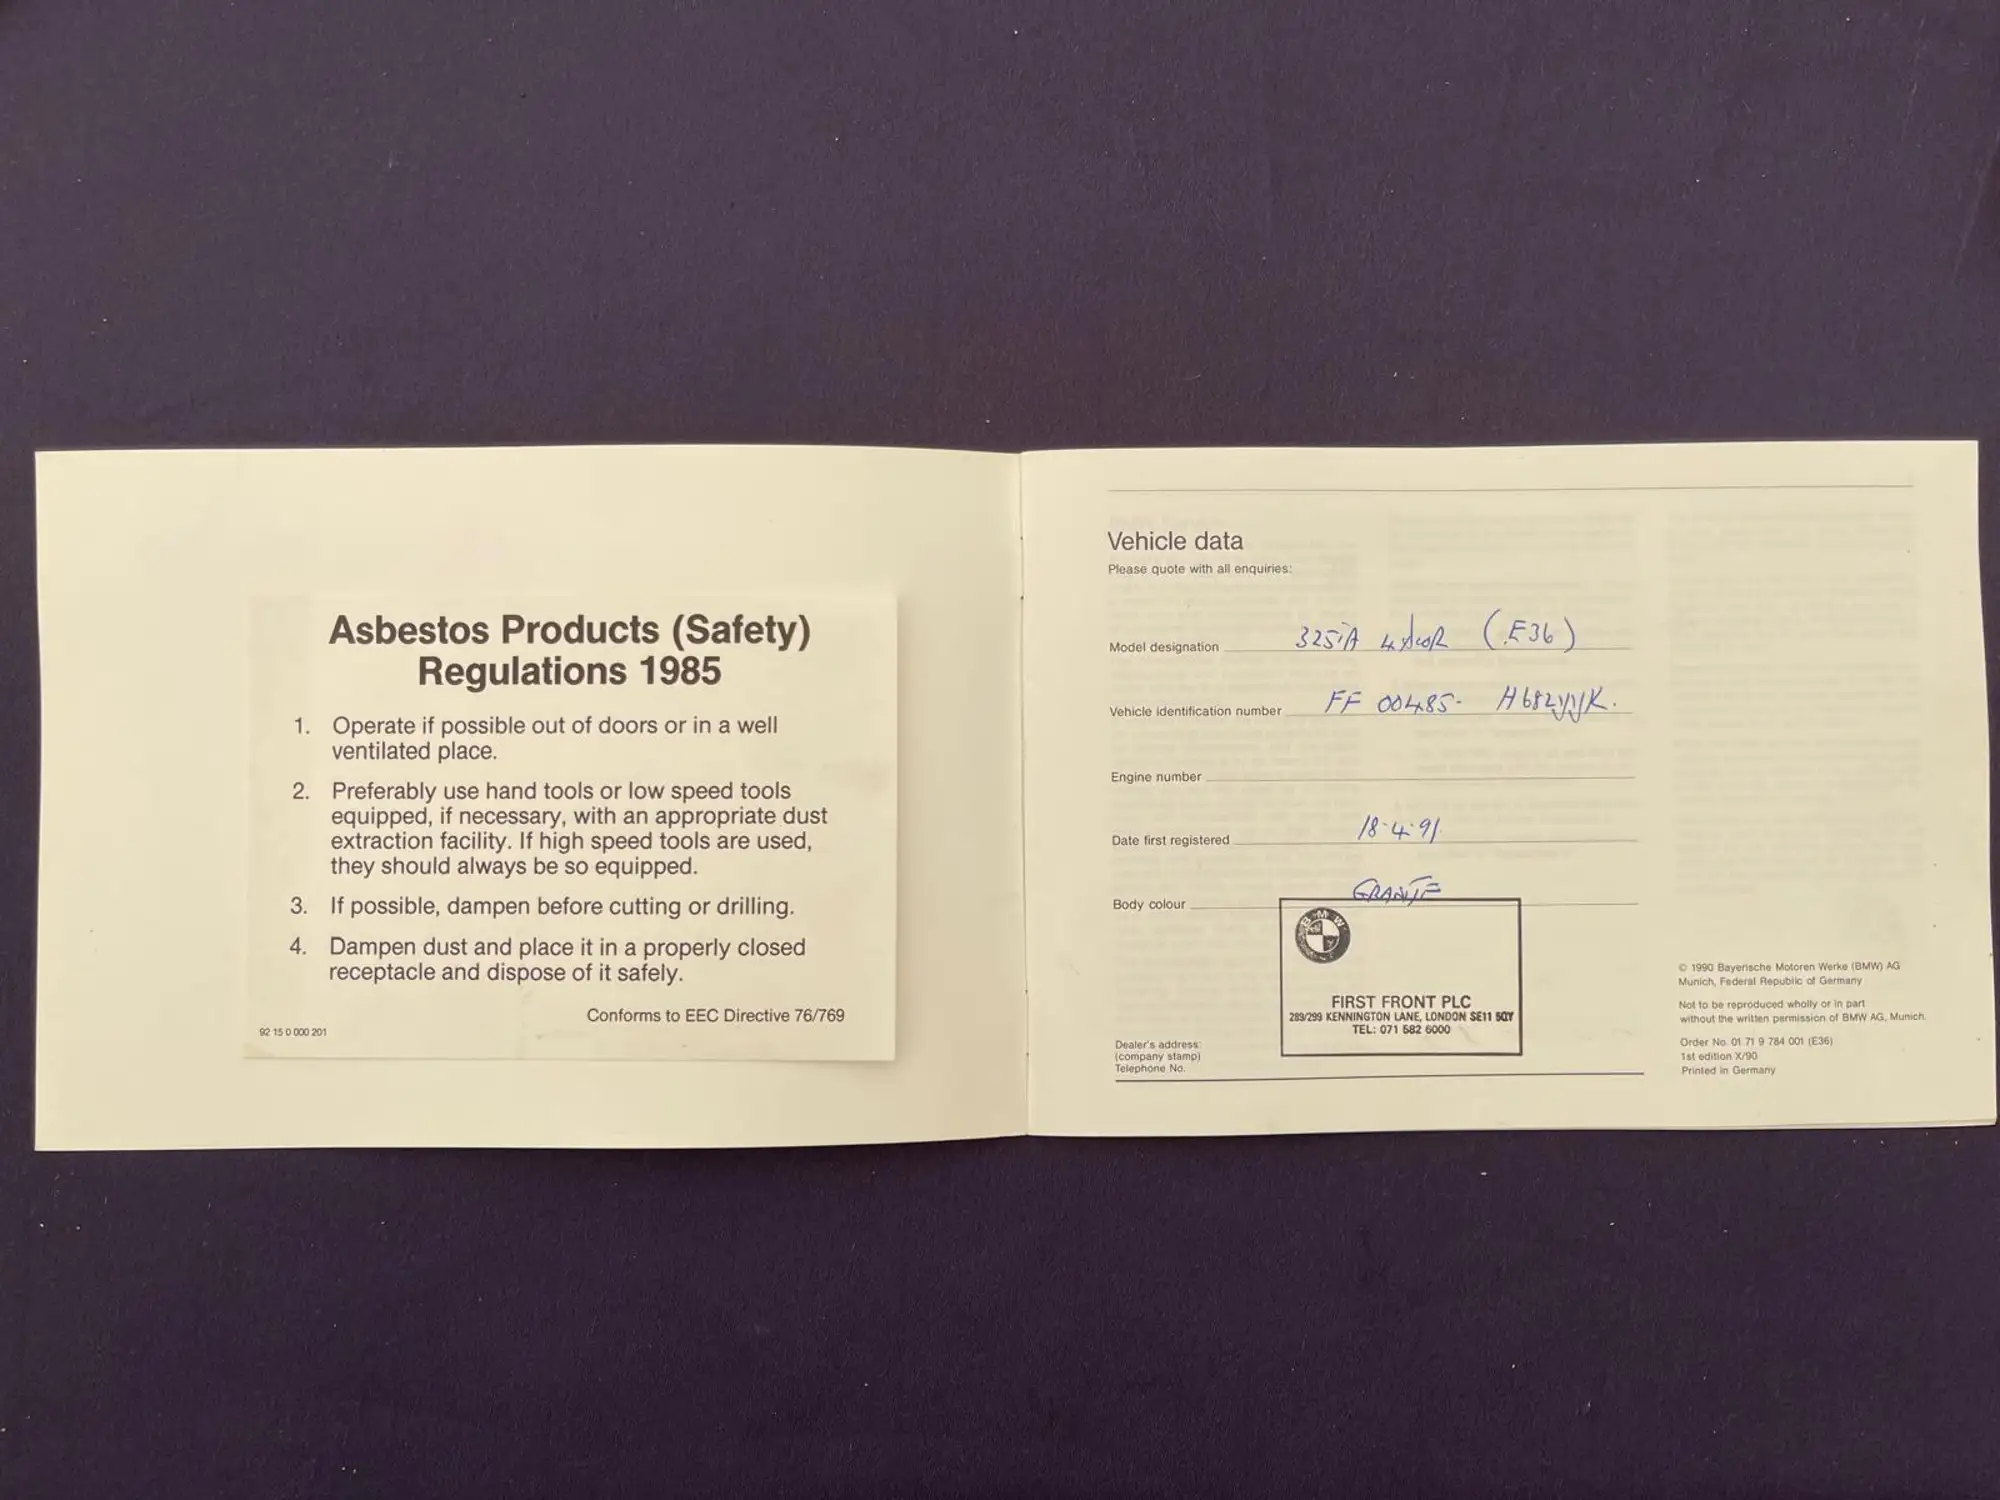 Asbestos Products (Safety)
Regulations 1985
1. Operate if possible out of doors or in a well
ventilated place.
2. Preferably use hand tools or low speed tools
equipped, if necessary, with an appropriate dust
extraction facility. If high speed tools are used,
they should always be so equipped.
3. If possible, dampen before cutting or drilling.
4. Dampen dust and place it in a properly closed
receptacle and dispose of it safely.
Conforms to EEC Directive 76/769
92 15 0 000 201
Vehicle data
Please quote with all enquiries:
Model designation 325iA 4 door (E36)
Vehicle identification number FF 00485- H682YYK.
Engine number
Date first registered 18.4.91
Body colour GRANITE
BMW
FIRST FRONT PLC
289/299 KENNINGTON LANE, LONDON SE11 5QY
TEL: 071 582 6000
Dealer's address:
(company stamp)
Telephone No.
© 1990 Bayerische Motoren Werke (BMW) AG
Munich, Federal Republic of Germany
Not to be reproduced wholly or in part
without the written permission of BMW AG, Munich.
Order No. 01 71 9 784 001 (E36)
1st edition X/90
Printed in Germany